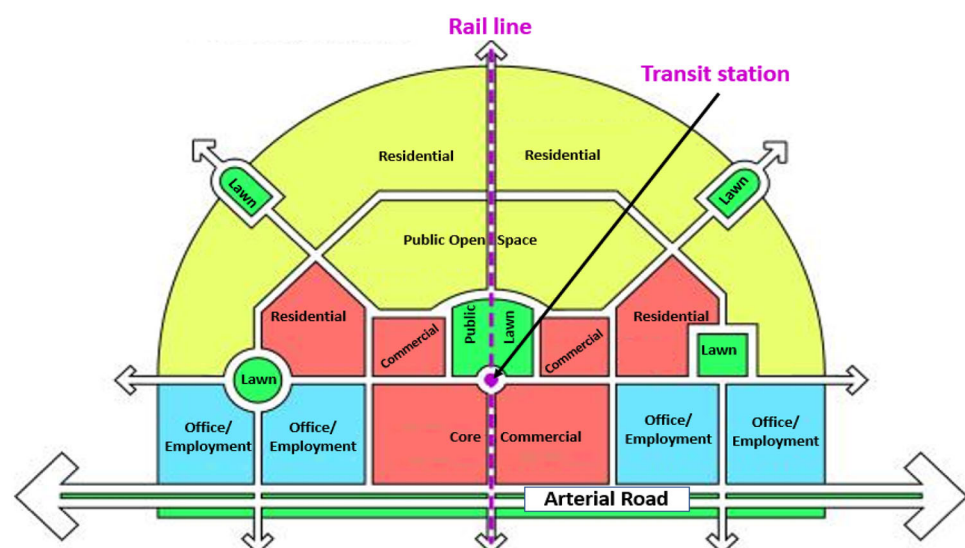 Rail line
Transit station
Residential
Residential
Lawn
Lawn
Public Open Space
Residential
Commercial
Public
Lawn
Commercial
Residential
Lawn
Lawn
Office/
Employment
Office/
Employment
Core Commercial
Office/
Employment
Office/
Employment
Arterial Road